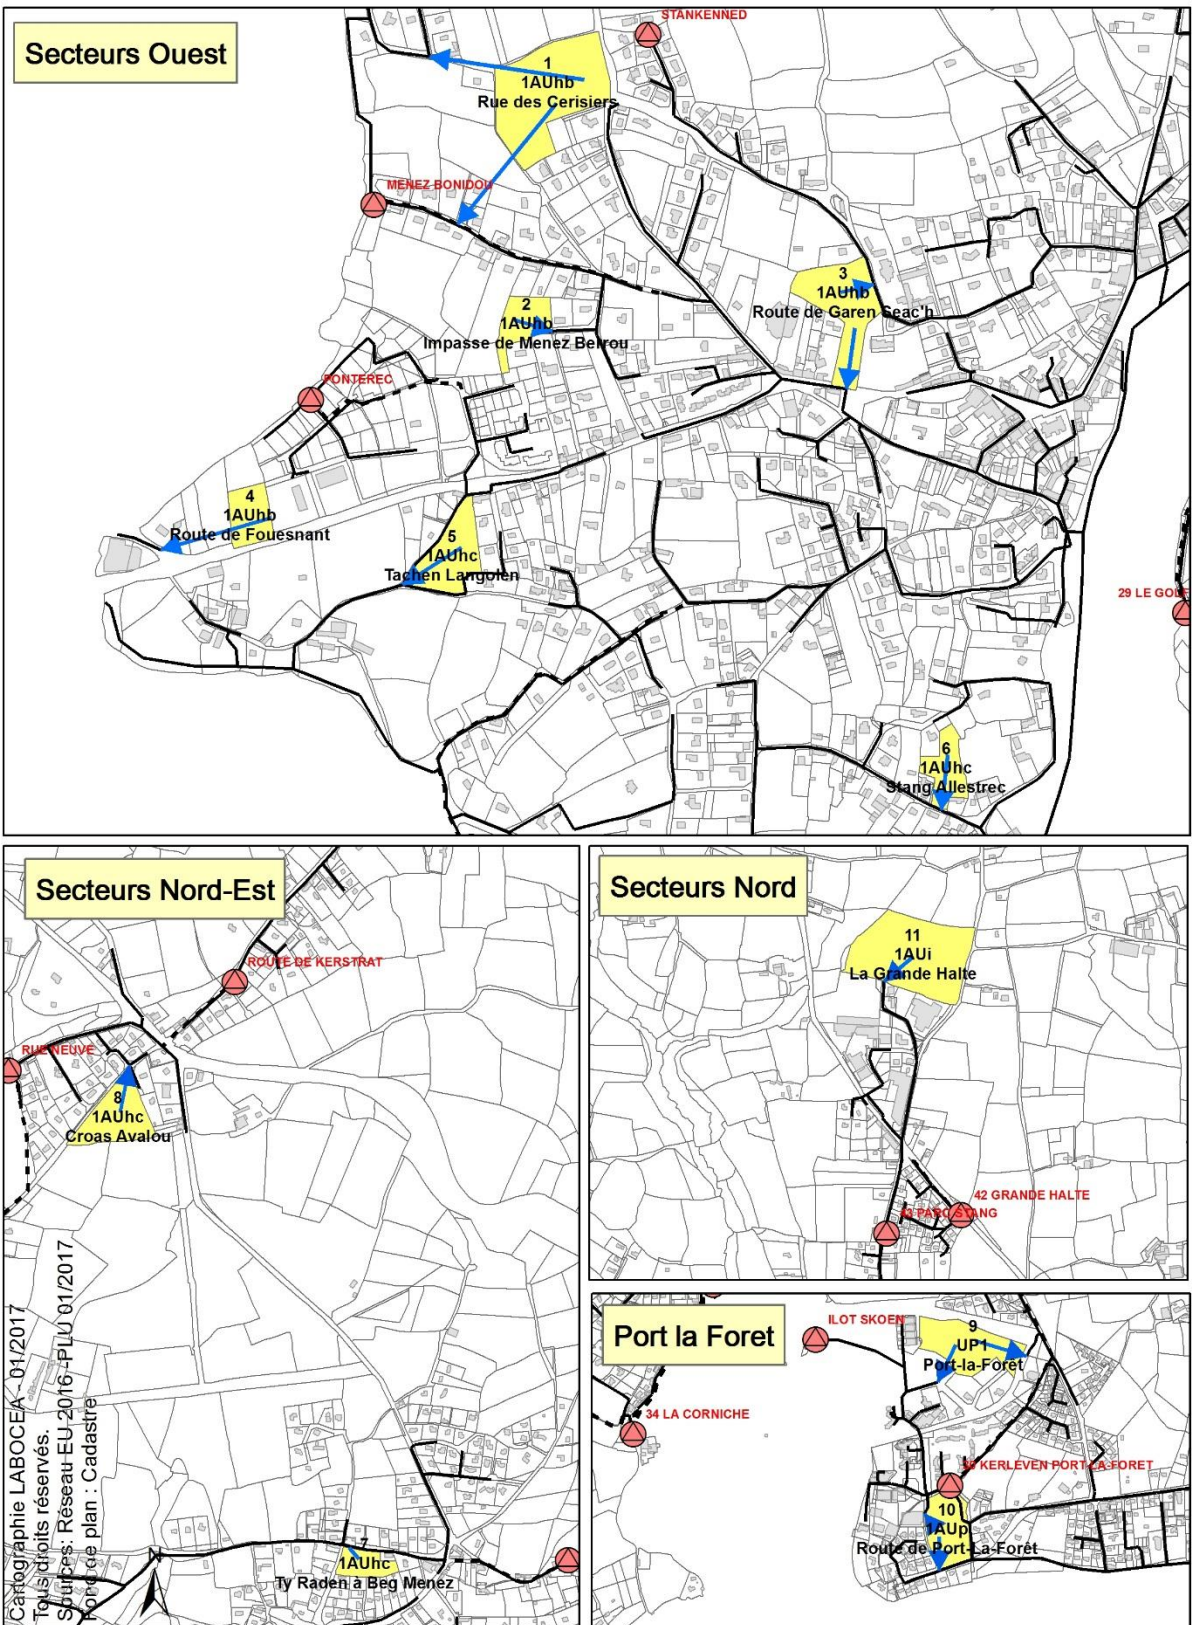 Secteurs Ouest
STANKENNED
1
1AUhb
Rue des Cerisiers
MENEZ BONIDOU
3
1AUhb
Route de Garen Seac'h
2
1AUhb
Impasse de Menez Berrou
PONTEREC
4
1AUhb
Route de Fouesnant
5
1AUhc
Tachen Langolen
29 LE GOLF
6
1AUhc
Stang Allestrec
Secteurs Nord-Est
ROUTE DE KERSTRAT
RUE NEUVE
8
1AUhc
Croas Avalou
7
1AUhc
Ty Raden à Beg Menez
N
Cartographie LABOCEA - 01/2017
Tous droits réservés.
Sources: Réseau EU 2016 -PLU 01/2017
Fond de plan : Cadastre
Secteurs Nord
11
1AUi
La Grande Halte
42 GRANDE HALTE
43 PARC STANG
Port la Foret
ILOT SKOEN
9
UP1
Port-la-Forêt
34 LA CORNICHE
KERLEVEN PORT-LA-FORET
10
1AUp
Route de Port-La-Forêt